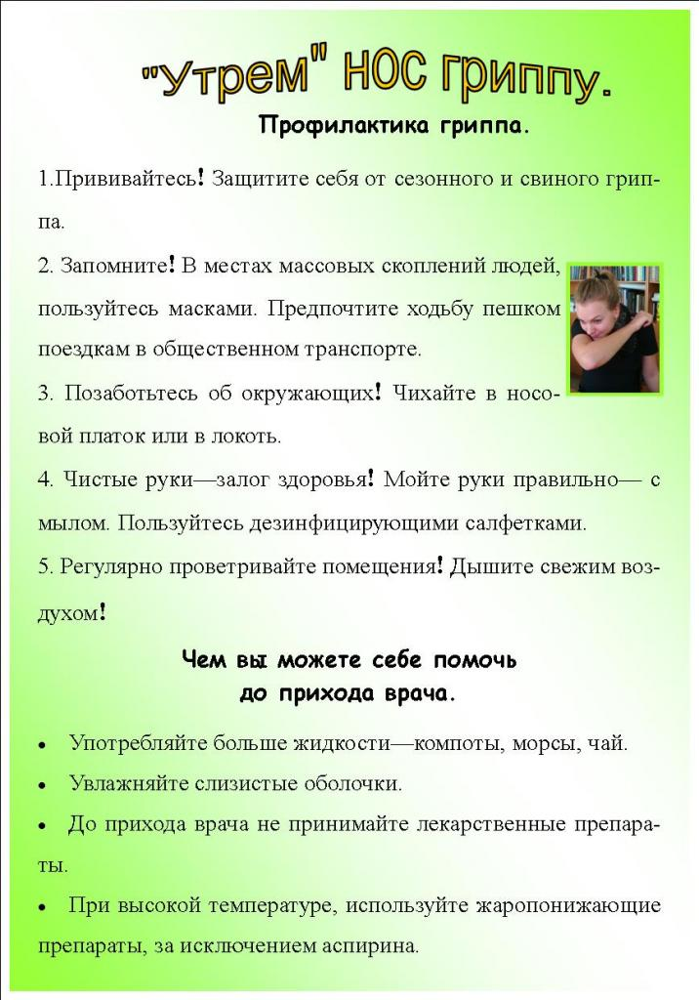 "Утрем" нос гриппу.
Профилактика гриппа.
1.Прививайтесь! Защитите себя от сезонного и свиного грип-
па.
2. Запомните! В местах массовых скоплений людей,
пользуйтесь масками. Предпочтите ходьбу пешком
поездкам в общественном транспорте.
3. Позаботьтесь об окружающих! Чихайте в носо-
вой платок или в локоть.
4. Чистые руки—залог здоровья! Мойте руки правильно— с
мылом. Пользуйтесь дезинфицирующими салфетками.
5. Регулярно проветривайте помещения! Дышите свежим воз-
духом!
Чем вы можете себе помочь
до прихода врача.
• Употребляйте больше жидкости—компоты, морсы, чай.
• Увлажняйте слизистые оболочки.
• До прихода врача не принимайте лекарственные препара-
ты.
• При высокой температуре, используйте жаропонижающие
препараты, за исключением аспирина.